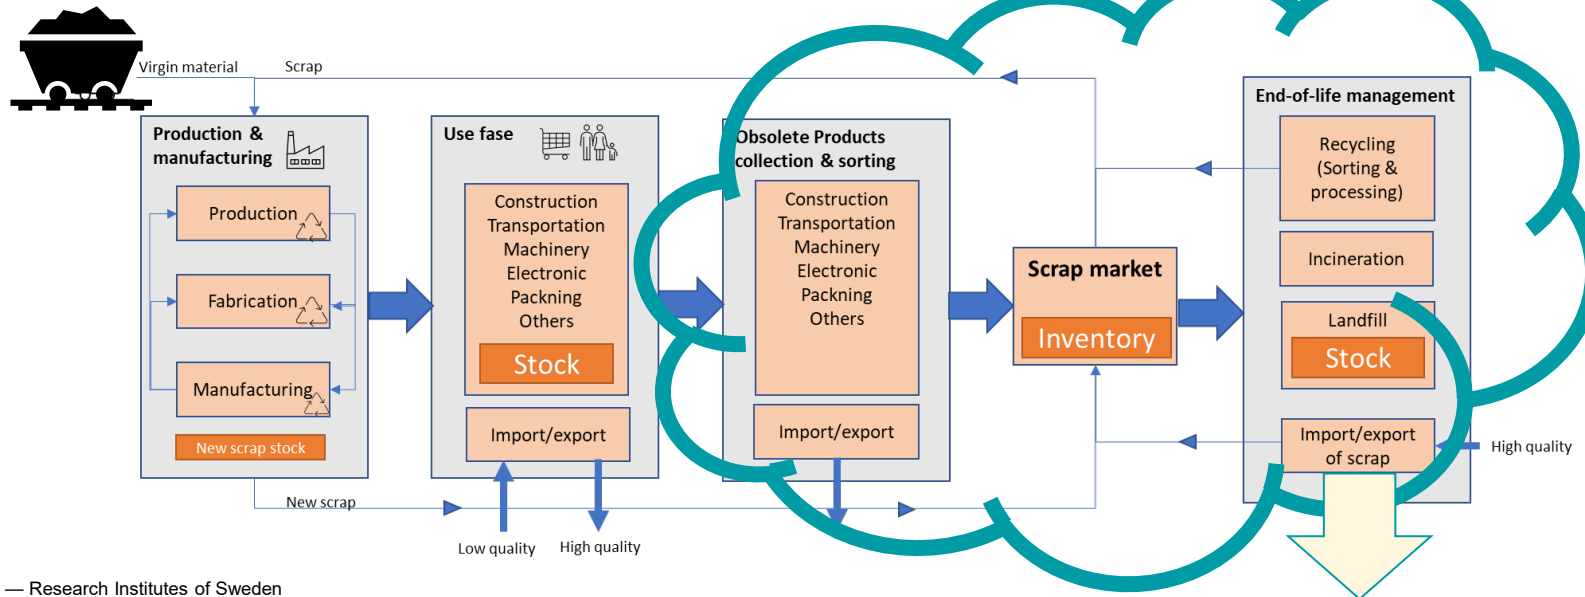 Virgin material
Scrap
Production &
manufacturing
Production
Fabrication
Manufacturing
New scrap stock
New scrap
Use fase
Construction
Transportation
Machinery
Electronic
Packning
Others
Stock
Import/export
Low quality
High quality
Obsolete Products
collection & sorting
Construction
Transportation
Machinery
Electronic
Packning
Others
Import/export
Scrap market
Inventory
End-of-life management
Recycling
(Sorting &
processing)
Incineration
Landfill
Stock
Import/export
of scrap
High quality
— Research Institutes of Sweden